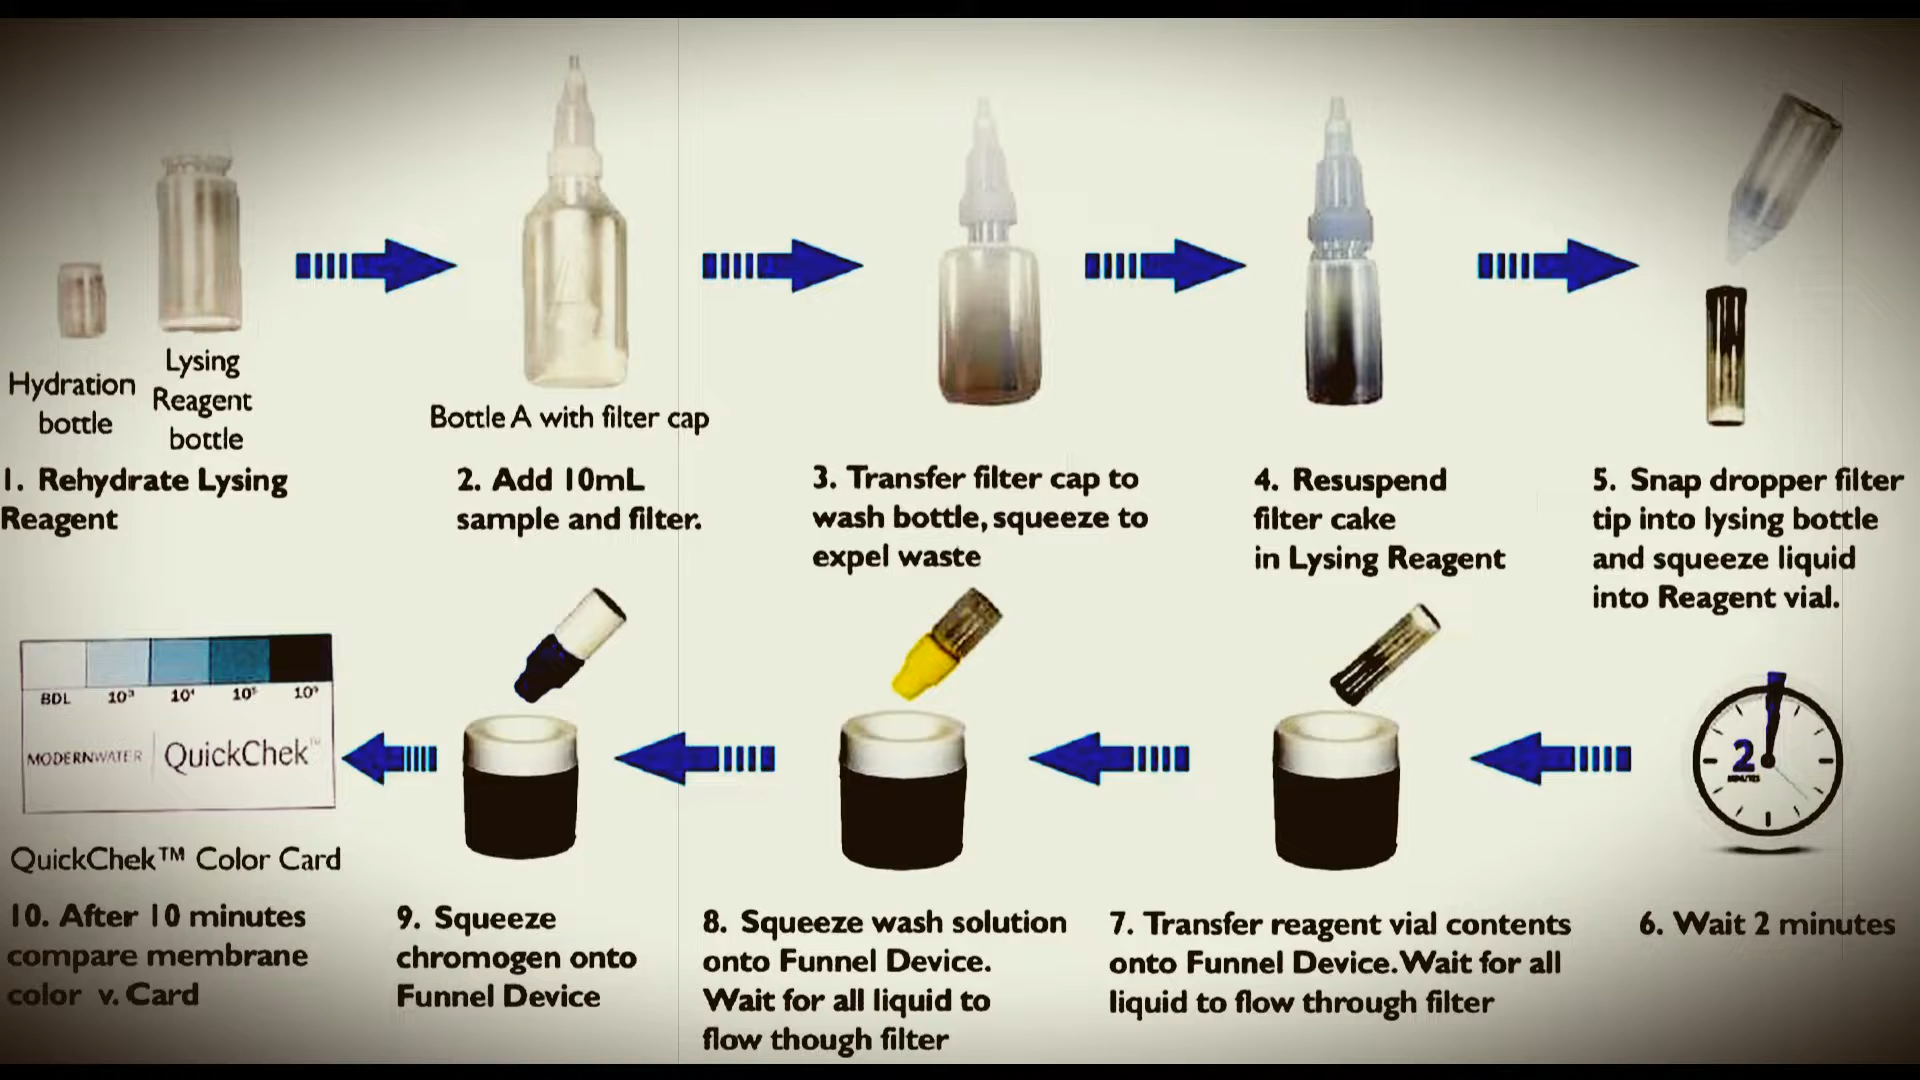 Hydration
bottle
Lysing
Reagent
bottle
1. Rehydrate Lysing
Reagent
Bottle A with filter cap
2. Add 10mL
sample and filter.
3. Transfer filter cap to
wash bottle, squeeze to
expel waste
4. Resuspend
filter cake
in Lysing Reagent
5. Snap dropper filter
tip into lysing bottle
and squeeze liquid
into Reagent vial.
2
MINUTES
6. Wait 2 minutes
7. Transfer reagent vial contents
onto Funnel Device. Wait for all
liquid to flow through filter
8. Squeeze wash solution
onto Funnel Device.
Wait for all liquid to
flow though filter
9. Squeeze
chromogen onto
Funnel Device
BDL 10³ 10⁴ 10⁵
MODERNWATER QuickChek™
QuickChek™ Color Card
10. After 10 minutes
compare membrane
color v. Card